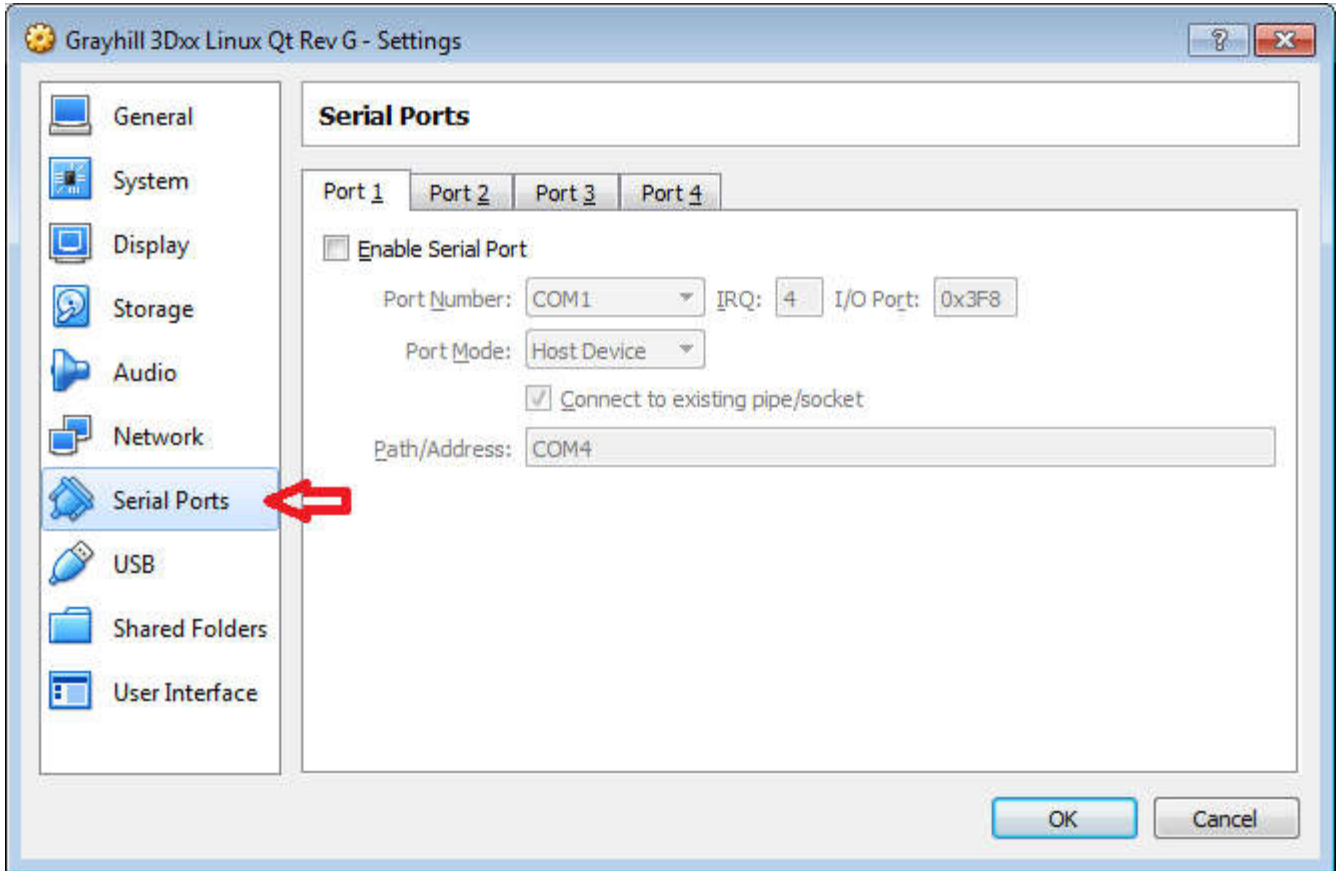 Grayhill 3Dxx Linux Qt Rev G - Settings
General
System
Display
Storage
Audio
Network
Serial Ports
USB
Shared Folders
User Interface
Serial Ports
Port 1 Port 2 Port 3 Port 4
Enable Serial Port
Port Number: COM1 IRQ: 4 I/O Port: 0x3F8
Port Mode: Host Device
Connect to existing pipe/socket
Path/Address: COM4
OK Cancel